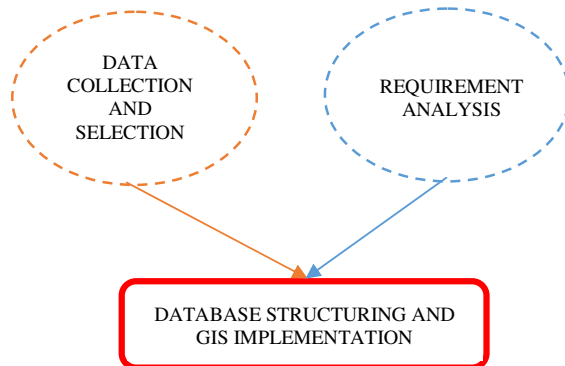 DATA
COLLECTION
AND
SELECTION
REQUIREMENT
ANALYSIS
DATABASE STRUCTURING AND
GIS IMPLEMENTATION